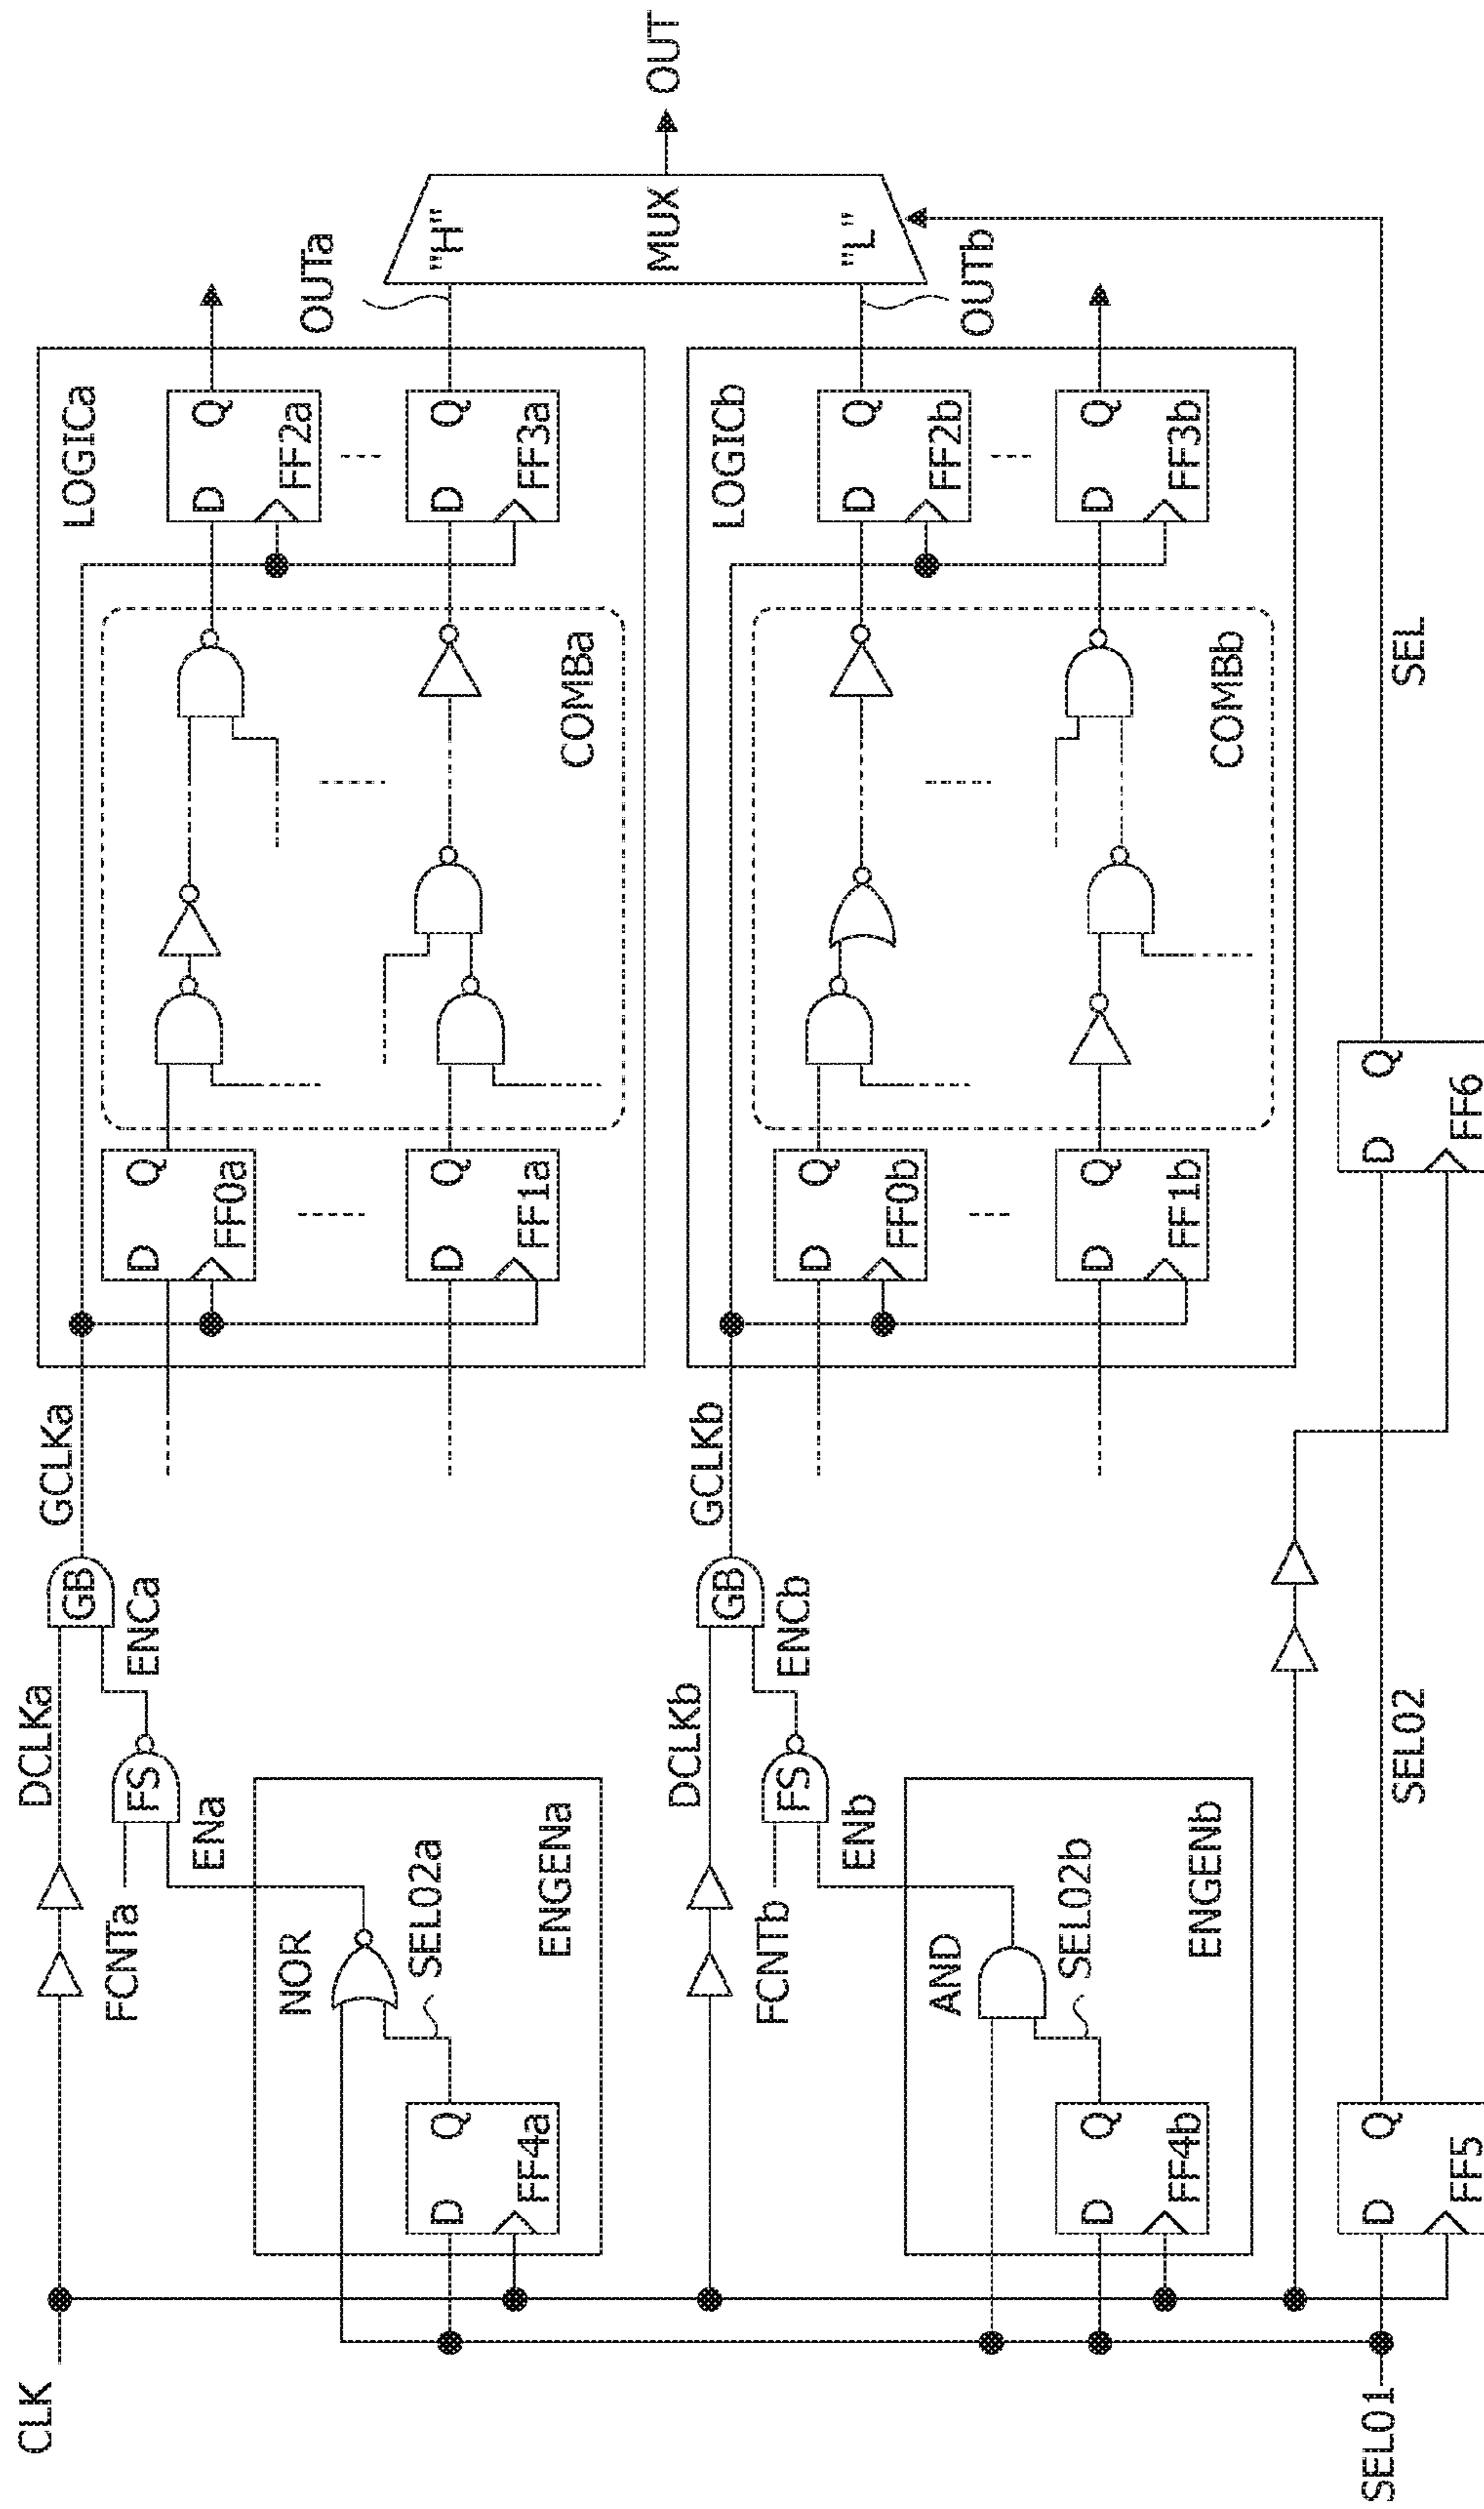 CLK
DCLKa
GCLKa
GB
FCNTa
FS
ENCa
ENa
NOR
SEL02a
D
Q
FF4a
ENGENa
LOGICa
D
Q
FF0a
D
Q
FF1a
COMBa
D
Q
FF2a
D
Q
FF3a
OUTa
"H"
MUX
OUT
"L"
OUTb
DCLKb
GCLKb
GB
FCNTb
FS
ENCb
ENb
AND
SEL02b
D
Q
FF4b
ENGENb
LOGICb
D
Q
FF0b
D
Q
FF1b
COMBb
D
Q
FF2b
D
Q
FF3b
SEL01
D
Q
FF5
SEL02
D
Q
FF6
SEL